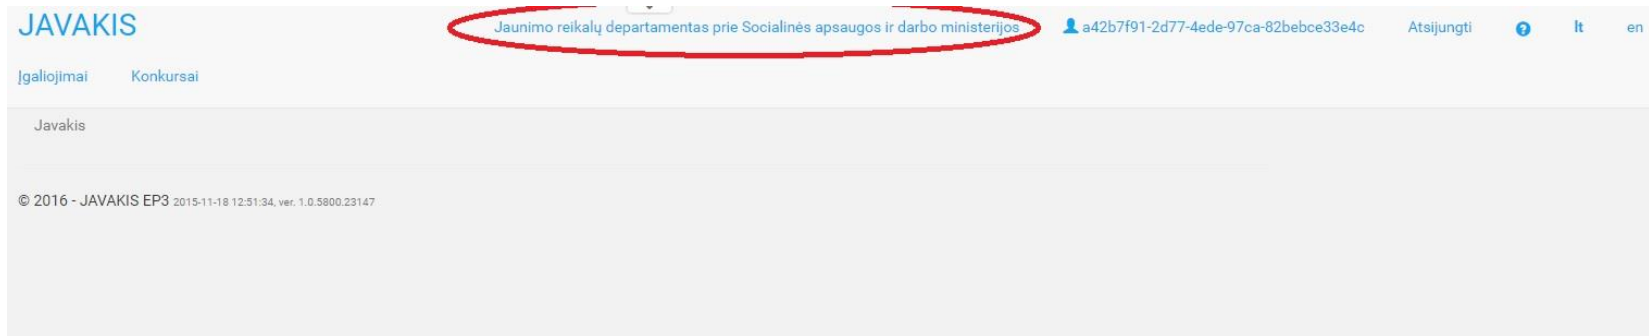 JAVAKIS Jaunimo reikalų departamentas prie Socialinės apsaugos ir darbo ministerijos a42b7f91-2d77-4ede-97ca-82bebce33e4c Atsijungti ? lt en
Įgaliojimai Konkursai
Javakis
© 2016 - JAVAKIS EP3 2015-11-18 12:51:34, ver. 1.0.5800.23147